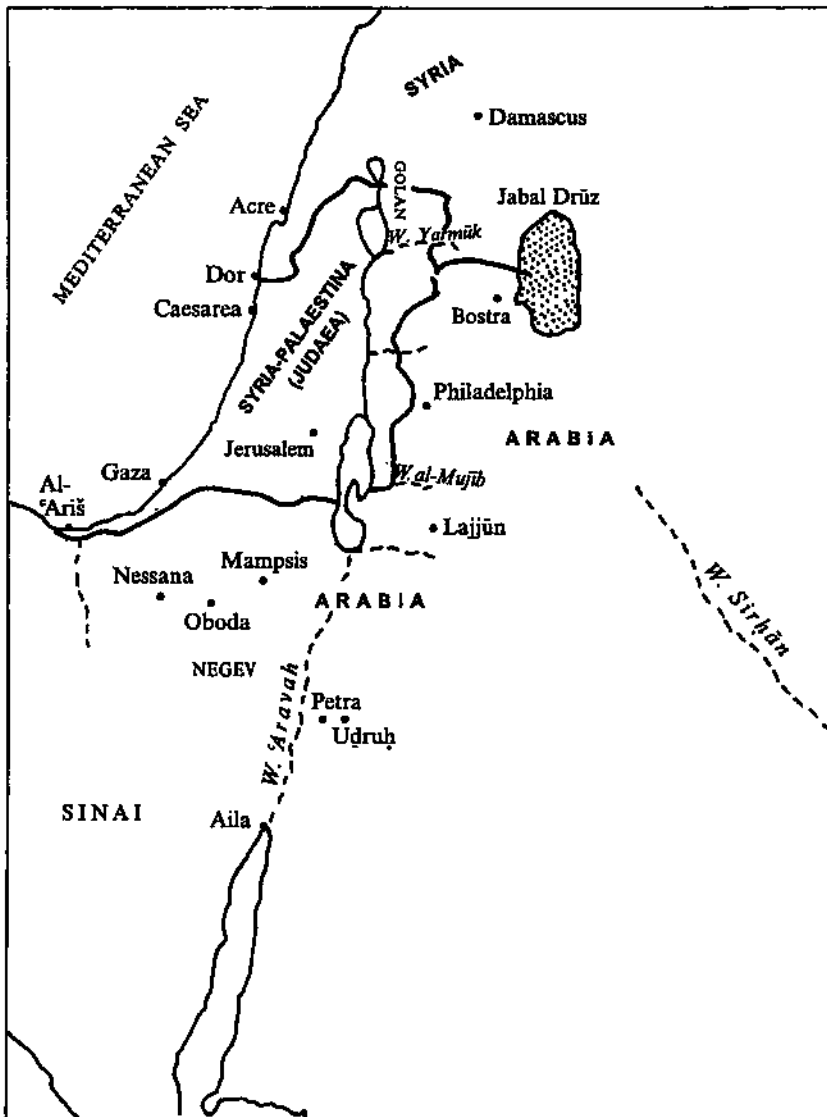 SYRIA
Damascus
MEDITERRANEAN SEA
GOLAN
Jabal Drūz
Acre
W. Yarmūk
Dor
Caesarea
Bostra
SYRIA-PALAESTINA
(JUDAEA)
Philadelphia
Jerusalem
ARABIA
Gaza
W. al-Mujīb
Al-
ʿAriš
Lajjūn
Mampsis
Nessana
ARABIA
Oboda
W. Sirḥān
NEGEV
W. ʿAravah
Petra
Udruḥ
SINAI
Aila